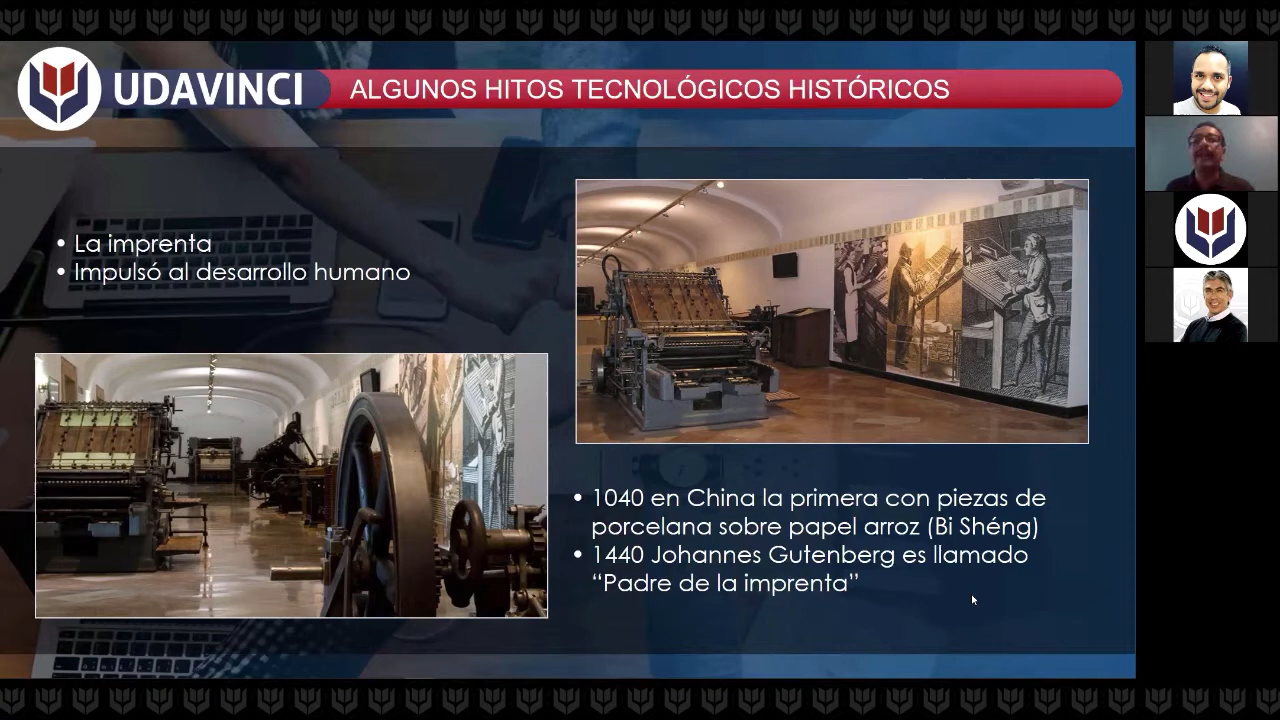 UDAVINCI
ALGUNOS HITOS TECNOLÓGICOS HISTÓRICOS
• La imprenta
• Impulsó al desarrollo humano
• 1040 en China la primera con piezas de
porcelana sobre papel arroz (Bi Shéng)
• 1440 Johannes Gutenberg es llamado
“Padre de la imprenta”